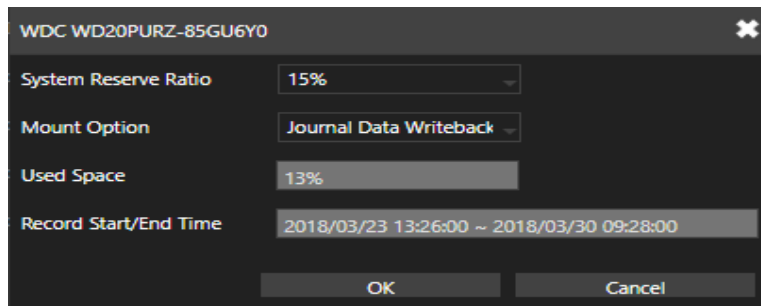 WDC WD20PURZ-85GU6Y0
System Reserve Ratio 15%
Mount Option Journal Data Writeback
Used Space 13%
Record Start/End Time 2018/03/23 13:26:00 ~ 2018/03/30 09:28:00
OK Cancel